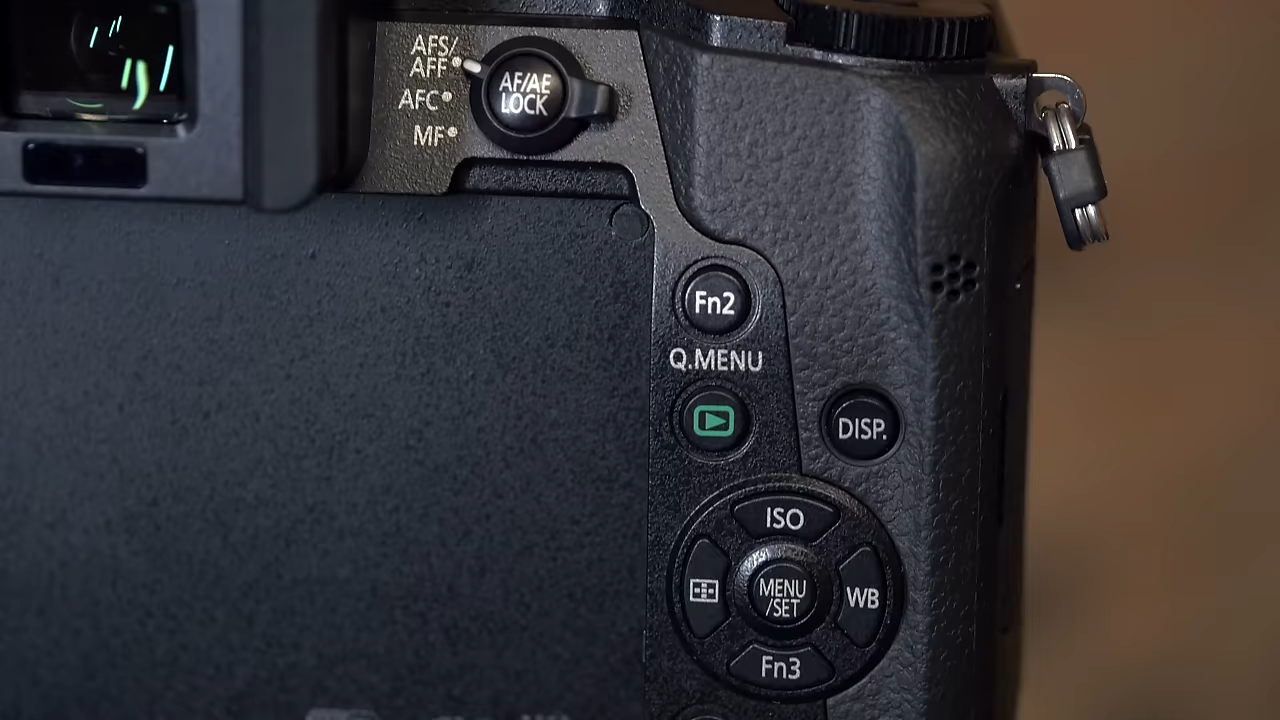 AFS/
AFF
AFC
MF
AF/AE
LOCK
Fn2
Q.MENU
DISP.
ISO
MENU
/SET
WB
Fn3